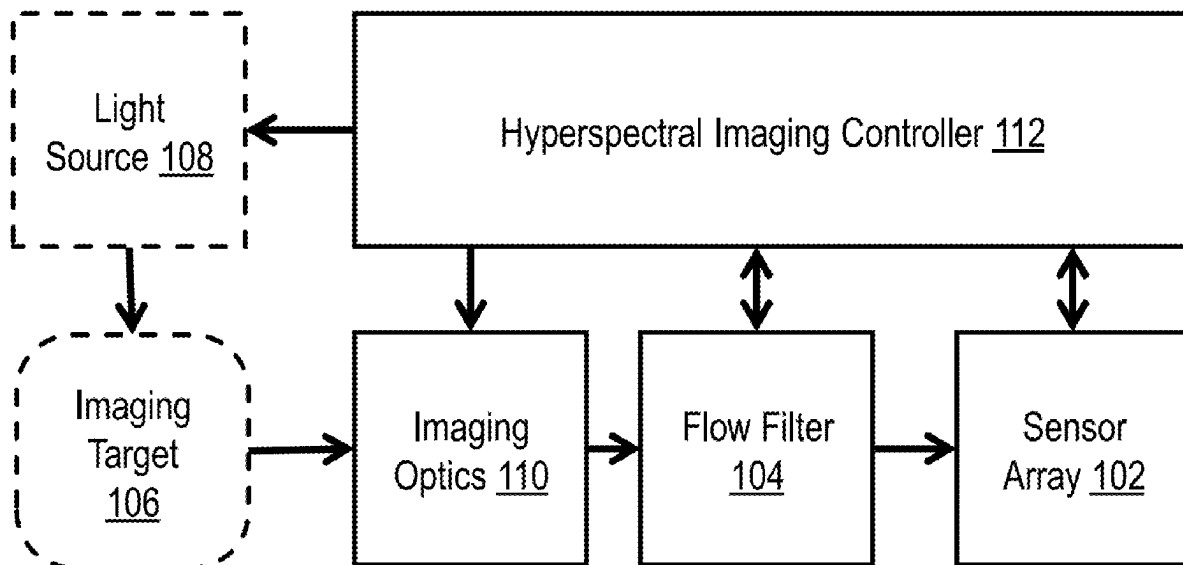 Light
Source 108
Hyperspectral Imaging Controller 112
Imaging
Target
106
Imaging
Optics 110
Flow Filter
104
Sensor
Array 102